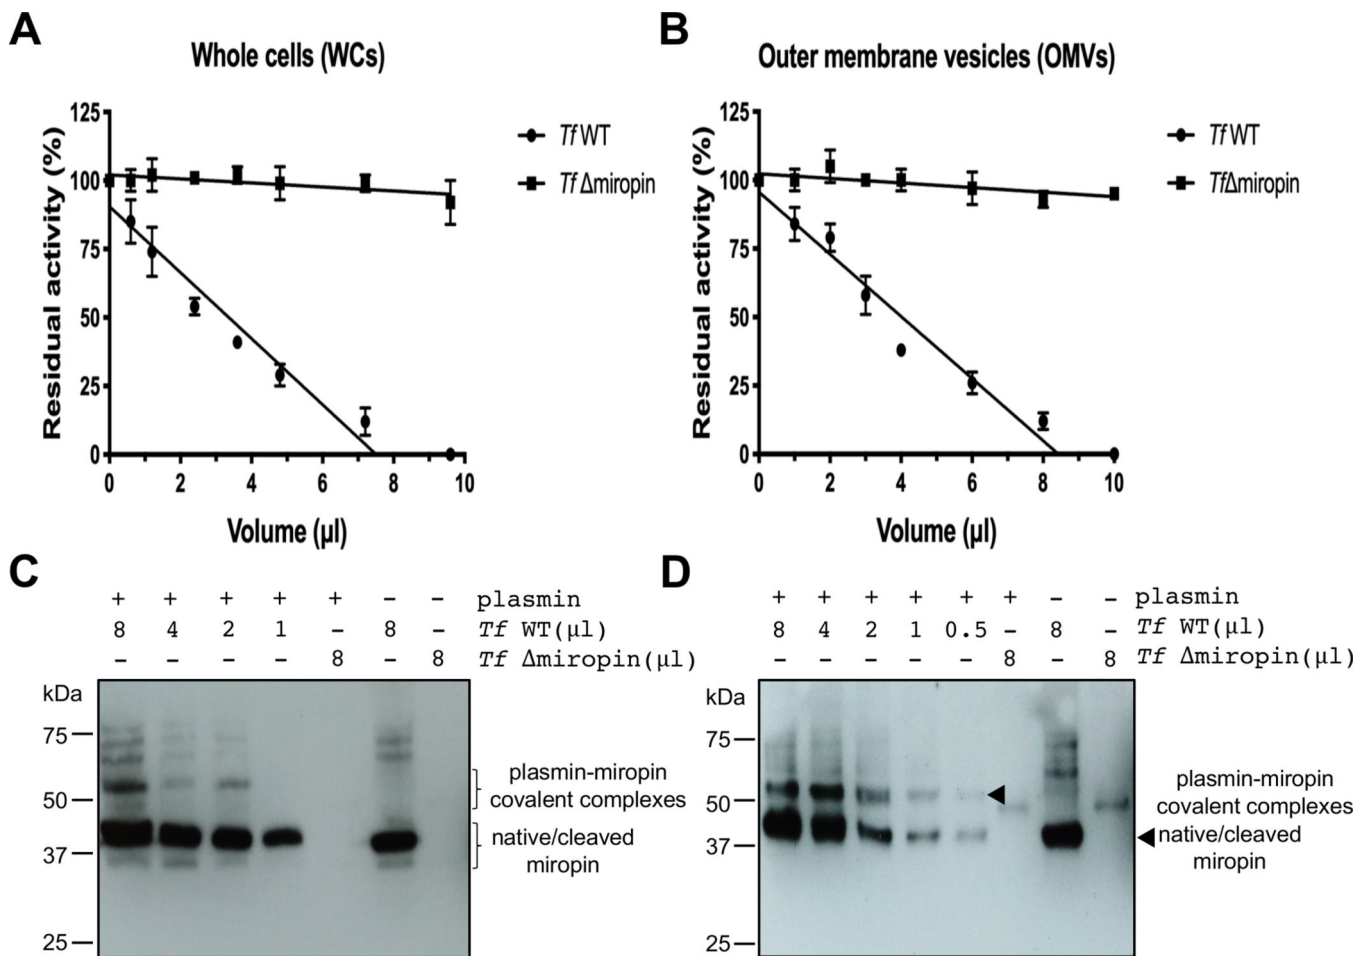 A
Whole cells (WCs)
125
100
75
50
25
0
Residual activity (%)
0 2 4 6 8 10
Volume (µl)
Tf WT
Tf Δmiropin
B
Outer membrane vesicles (OMVs)
125
100
75
50
25
0
Residual activity (%)
0 2 4 6 8 10
Volume (µl)
Tf WT
TfΔmiropin
C
+ + + + + – – plasmin
8 4 2 1 – 8 – Tf WT(µl)
– – – – 8 – 8 Tf Δmiropin(µl)
kDa
75
50
37
25
plasmin-miropin
covalent complexes
native/cleaved
miropin
D
+ + + + + + – – plasmin
8 4 2 1 0.5 – 8 – Tf WT(µl)
– – – – – 8 – 8 Tf Δmiropin(µl)
kDa
75
50
37
25
plasmin-miropin
covalent complexes
native/cleaved
miropin